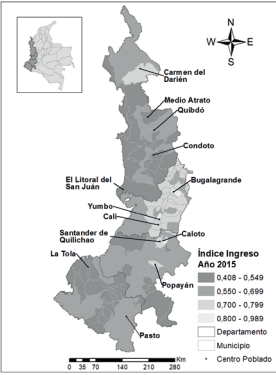 N
W E
S
Carmen del
Darién
Medio Atrato
Quibdó
Condoto
El Litoral del
San Juán
Bugalagrande
Yumbo
Cali
Santander de
Quilichao
Caloto
La Tola
Popayán
Pasto
Índice Ingreso
Año 2015
0,408 - 0,549
0,550 - 0,699
0,700 - 0,799
0,800 - 0,989
Departamento
Municipio
Centro Poblado
Km
0 35 70 140 210 280